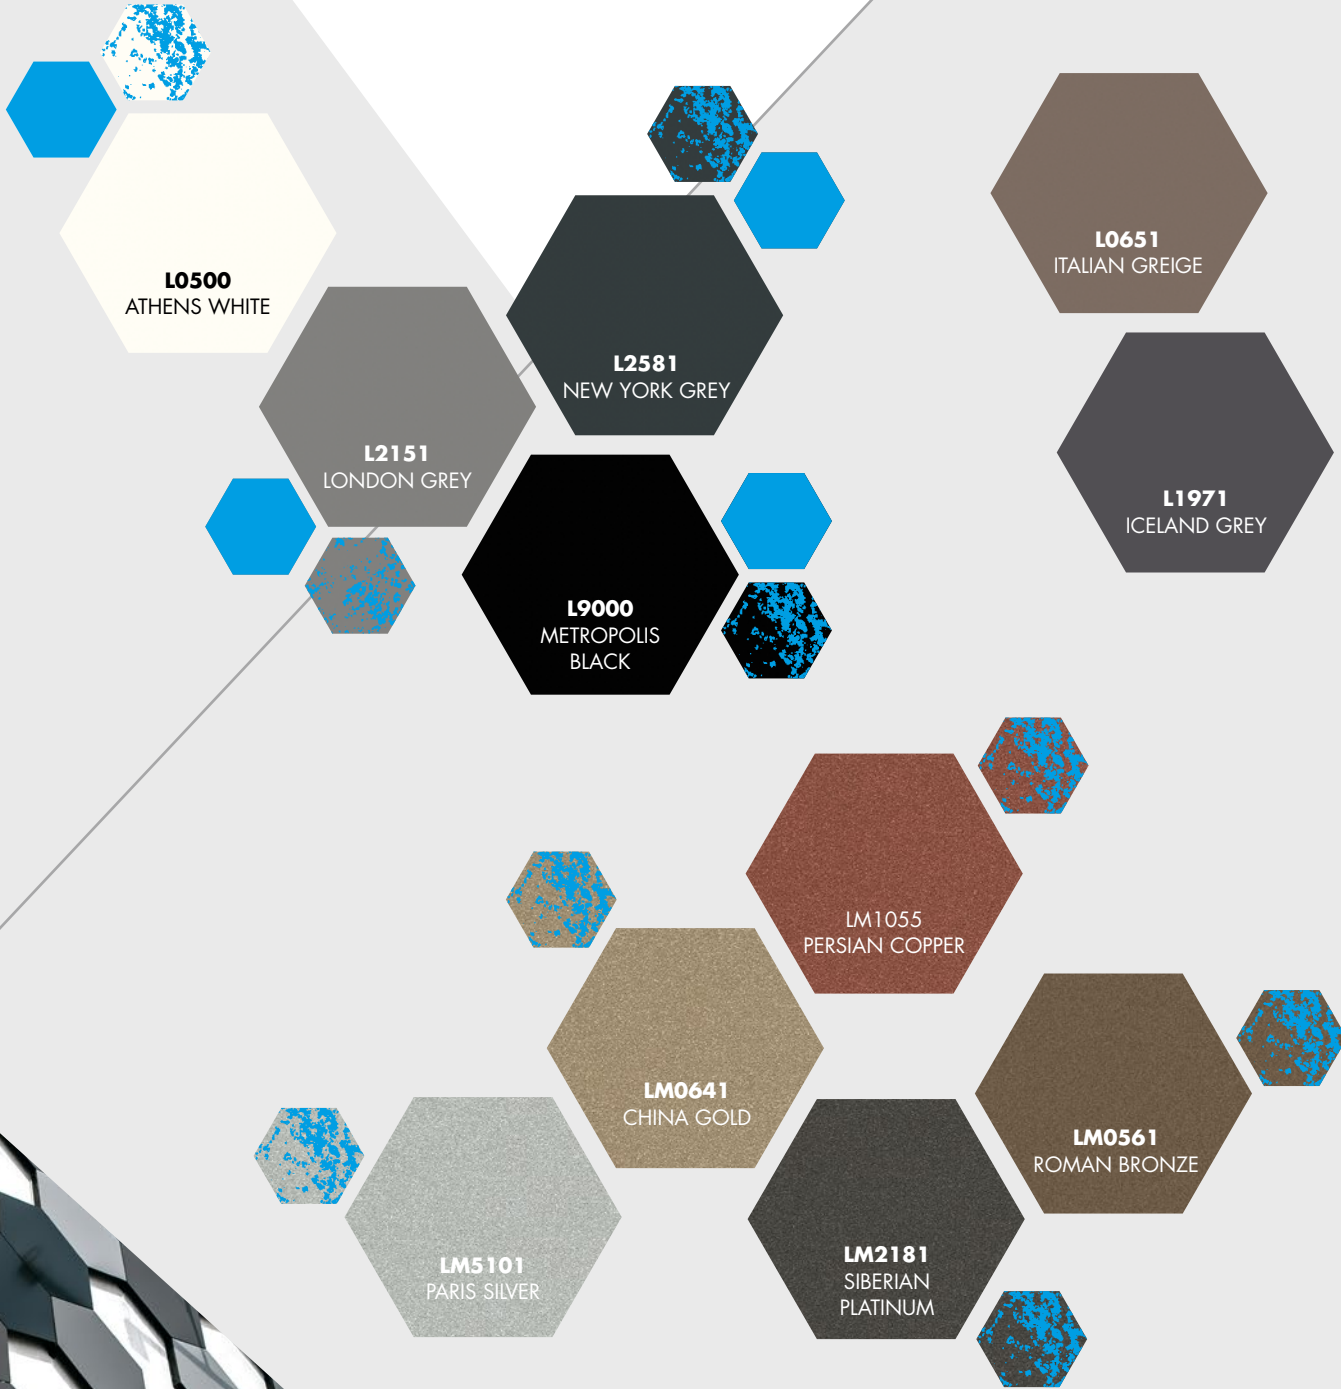 L0500
ATHENS WHITE
L2581
NEW YORK GREY
L0651
ITALIAN GREIGE
L2151
LONDON GREY
L1971
ICELAND GREY
L9000
METROPOLIS
BLACK
LM1055
PERSIAN COPPER
LM0641
CHINA GOLD
LM0561
ROMAN BRONZE
LM5101
PARIS SILVER
LM2181
SIBERIAN
PLATINUM